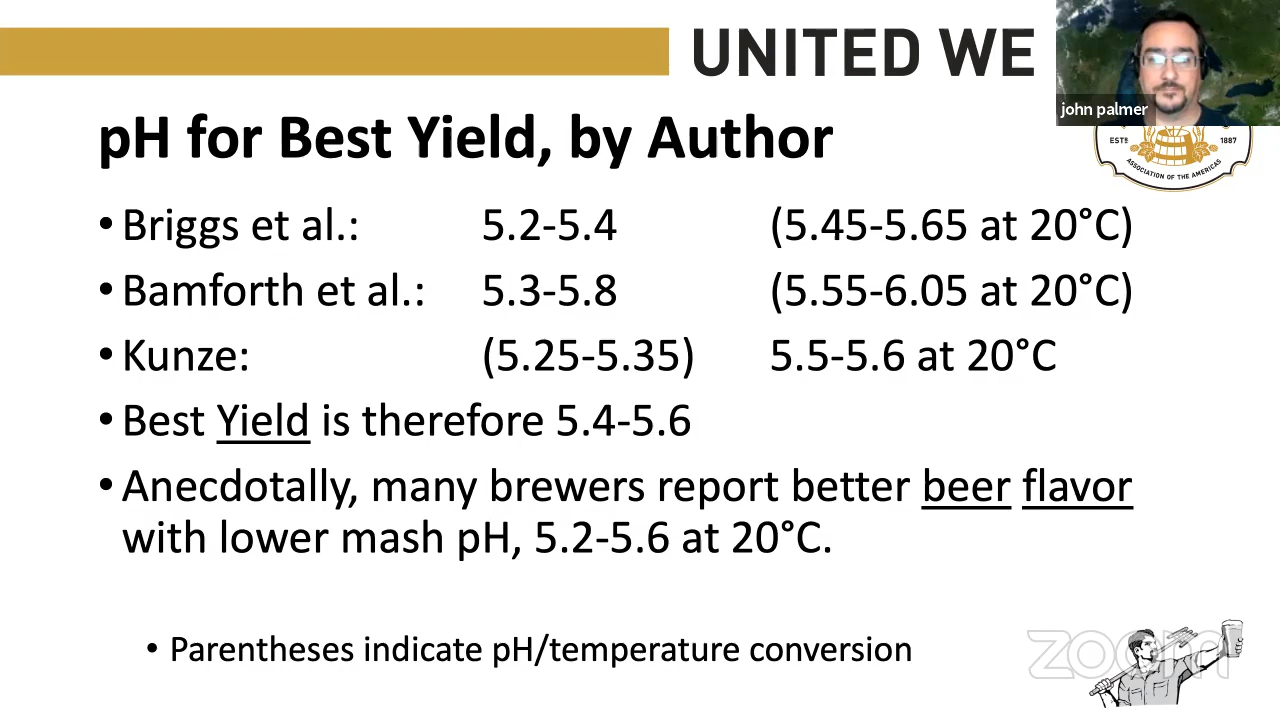 UNITED WE
john palmer
ESTD 1887
ASSOCIATION OF THE AMERICAS
pH for Best Yield, by Author
• Briggs et al.: 5.2-5.4 (5.45-5.65 at 20°C)
• Bamforth et al.: 5.3-5.8 (5.55-6.05 at 20°C)
• Kunze: (5.25-5.35) 5.5-5.6 at 20°C
• Best Yield is therefore 5.4-5.6
• Anecdotally, many brewers report better beer flavor
with lower mash pH, 5.2-5.6 at 20°C.
• Parentheses indicate pH/temperature conversion
zoom